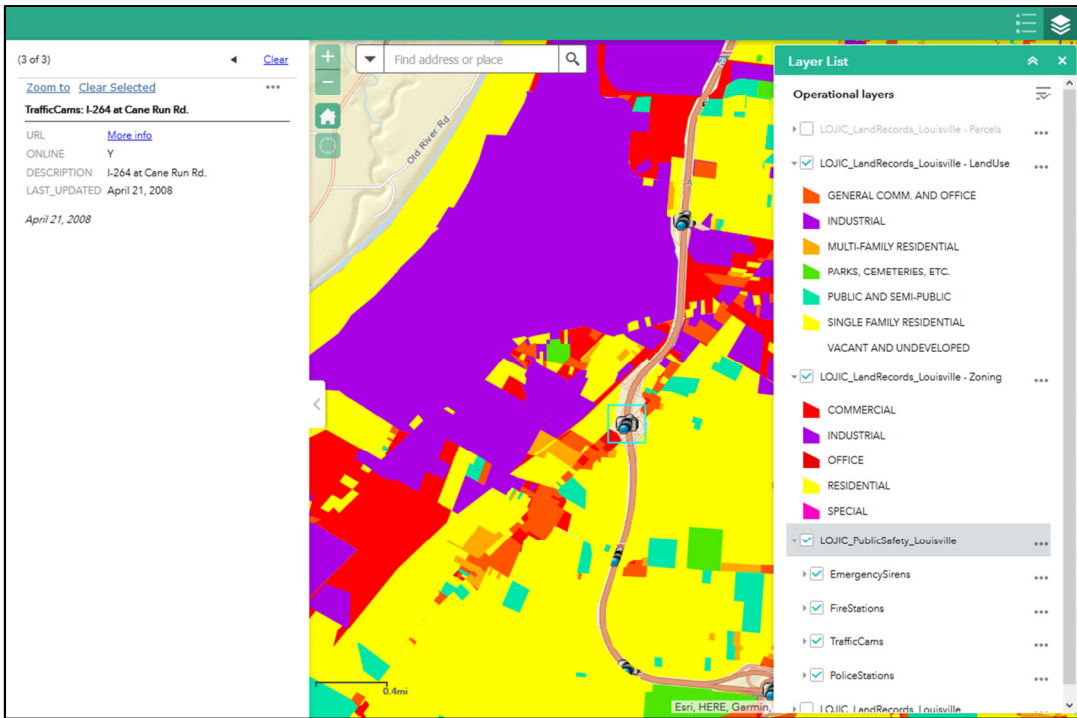 (3 of 3)
Clear
Zoom to Clear Selected
TrafficCams: I-264 at Cane Run Rd.
URL More info
ONLINE Y
DESCRIPTION I-264 at Cane Run Rd.
LAST_UPDATED April 21, 2008
April 21, 2008
Find address or place
Old River Rd
0.4mi
Esri, HERE, Garmin,
Layer List
Operational layers
LOJIC_LandRecords_Louisville - Parcels
LOJIC_LandRecords_Louisville - LandUse
GENERAL COMM. AND OFFICE
INDUSTRIAL
MULTI-FAMILY RESIDENTIAL
PARKS, CEMETERIES, ETC.
PUBLIC AND SEMI-PUBLIC
SINGLE FAMILY RESIDENTIAL
VACANT AND UNDEVELOPED
LOJIC_LandRecords_Louisville - Zoning
COMMERCIAL
INDUSTRIAL
OFFICE
RESIDENTIAL
SPECIAL
LOJIC_PublicSafety_Louisville
EmergencySirens
FireStations
TrafficCams
PoliceStations
LOJIC_LandRecords_Louisville